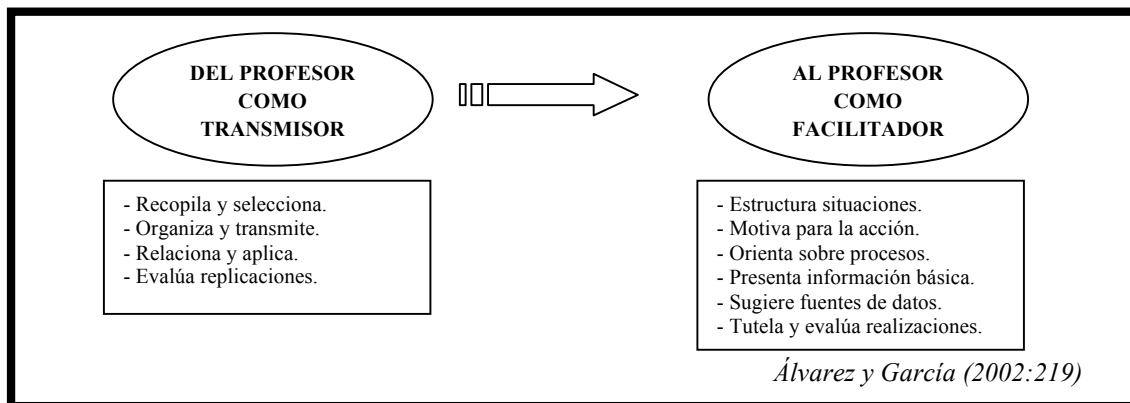 DEL PROFESOR
COMO
TRANSMISOR
AL PROFESOR
COMO
FACILITADOR
- Recopila y selecciona.
- Organiza y transmite.
- Relaciona y aplica.
- Evalúa replicaciones.
- Estructura situaciones.
- Motiva para la acción.
- Orienta sobre procesos.
- Presenta información básica.
- Sugiere fuentes de datos.
- Tutela y evalúa realizaciones.
Álvarez y García (2002:219)